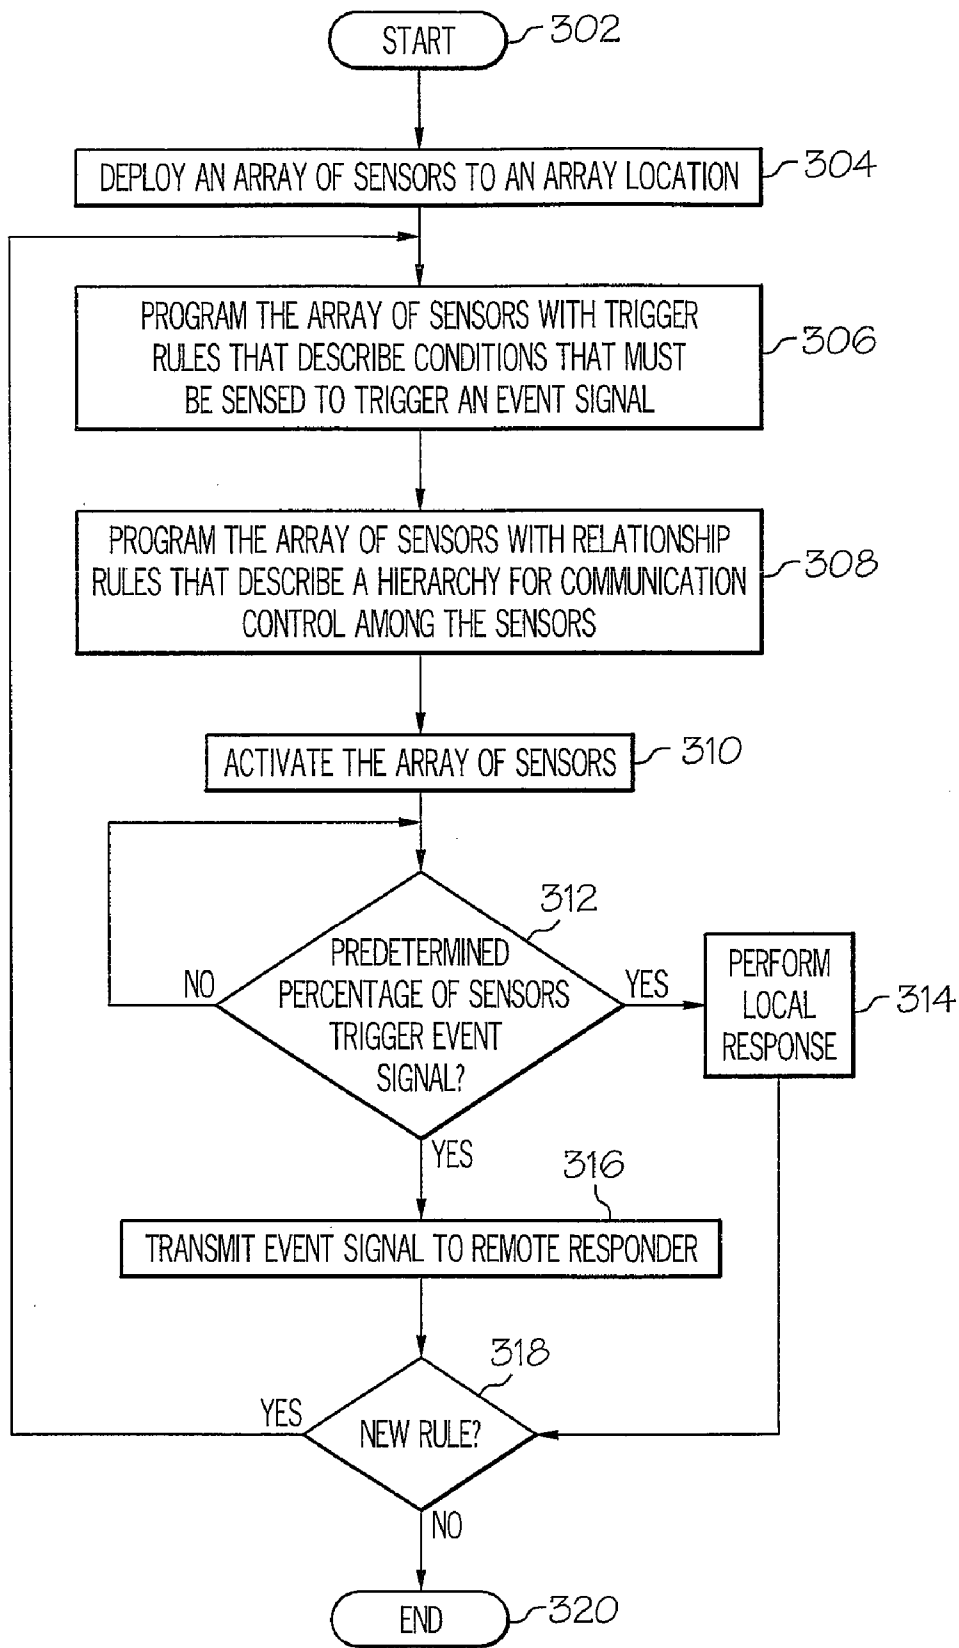 START
302
DEPLOY AN ARRAY OF SENSORS TO AN ARRAY LOCATION
304
PROGRAM THE ARRAY OF SENSORS WITH TRIGGER
RULES THAT DESCRIBE CONDITIONS THAT MUST
BE SENSED TO TRIGGER AN EVENT SIGNAL
306
PROGRAM THE ARRAY OF SENSORS WITH RELATIONSHIP
RULES THAT DESCRIBE A HIERARCHY FOR COMMUNICATION
CONTROL AMONG THE SENSORS
308
ACTIVATE THE ARRAY OF SENSORS
310
312
PREDETERMINED
PERCENTAGE OF SENSORS
TRIGGER EVENT
SIGNAL?
NO
YES
PERFORM
LOCAL
RESPONSE
314
YES
316
TRANSMIT EVENT SIGNAL TO REMOTE RESPONDER
318
YES
NEW RULE?
NO
END
320